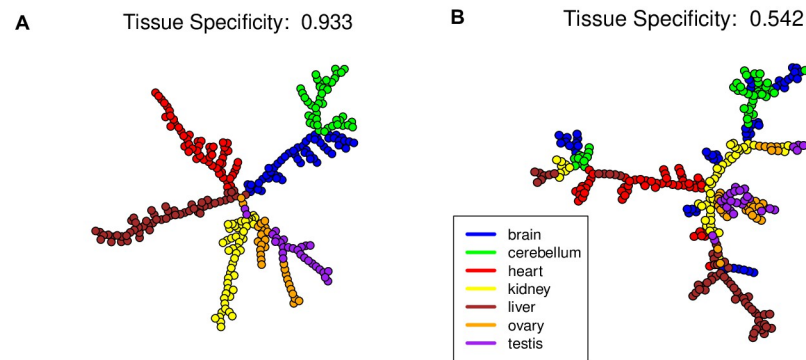 A
Tissue Specificity: 0.933
B
Tissue Specificity: 0.542
brain
cerebellum
heart
kidney
liver
ovary
testis